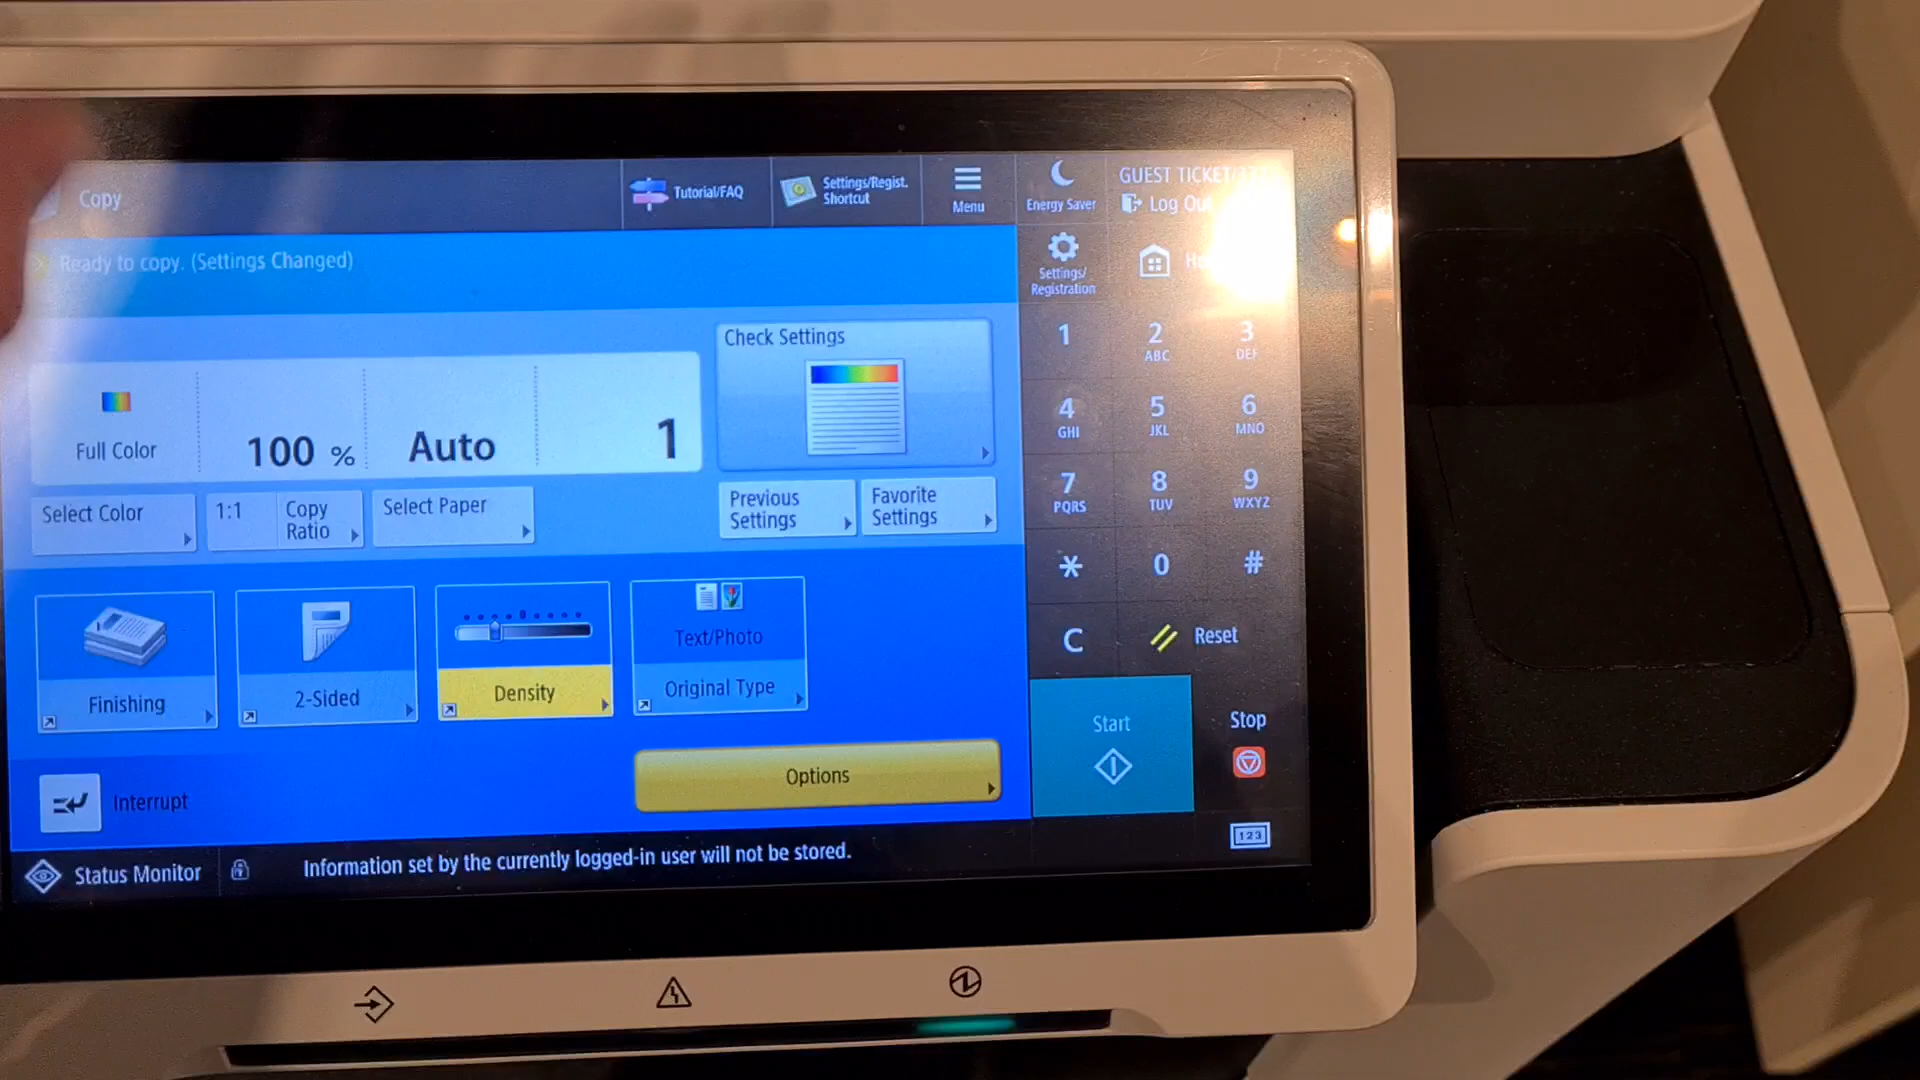 Copy
Tutorial/FAQ
Settings/Regist.
Shortcut
Menu
Energy Saver
GUEST TICKET
Log Out
Ready to copy. (Settings Changed)
Settings/
Registration
Check Settings
Full Color
100 %
Auto
1
Select Color
1:1
Copy
Ratio
Select Paper
Previous
Settings
Favorite
Settings
1
2
ABC
3
DEF
4
GHI
5
JKL
6
MNO
7
PQRS
8
TUV
9
WXYZ
*
0
#
C
Reset
0
Text/Photo
Finishing
2-Sided
Density
Original Type
Start
Stop
Interrupt
Options
123
Status Monitor
Information set by the currently logged-in user will not be stored.